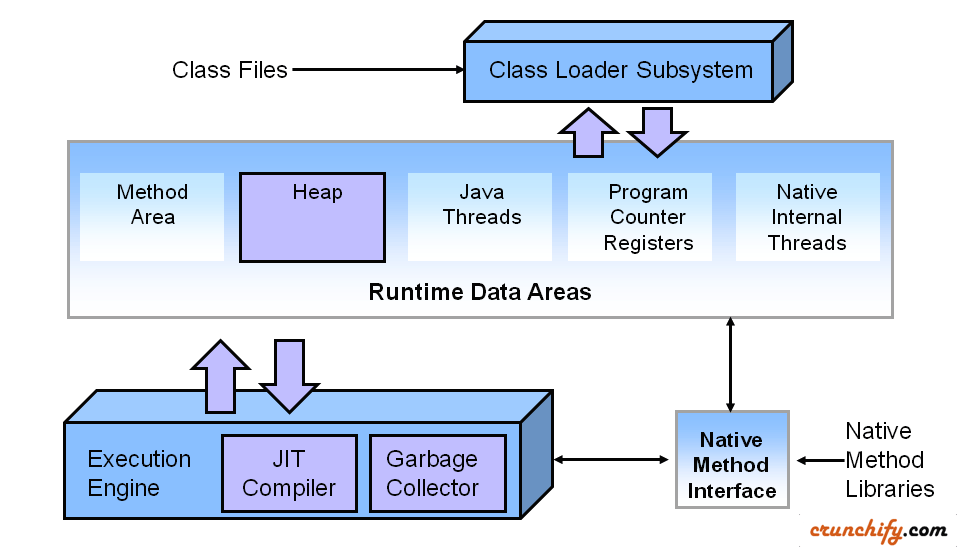 Class Files
Class Loader Subsystem
Method
Area
Heap
Java
Threads
Program
Counter
Registers
Native
Internal
Threads
Runtime Data Areas
Execution
Engine
JIT
Compiler
Garbage
Collector
Native
Method
Interface
Native
Method
Libraries
crunchify.com